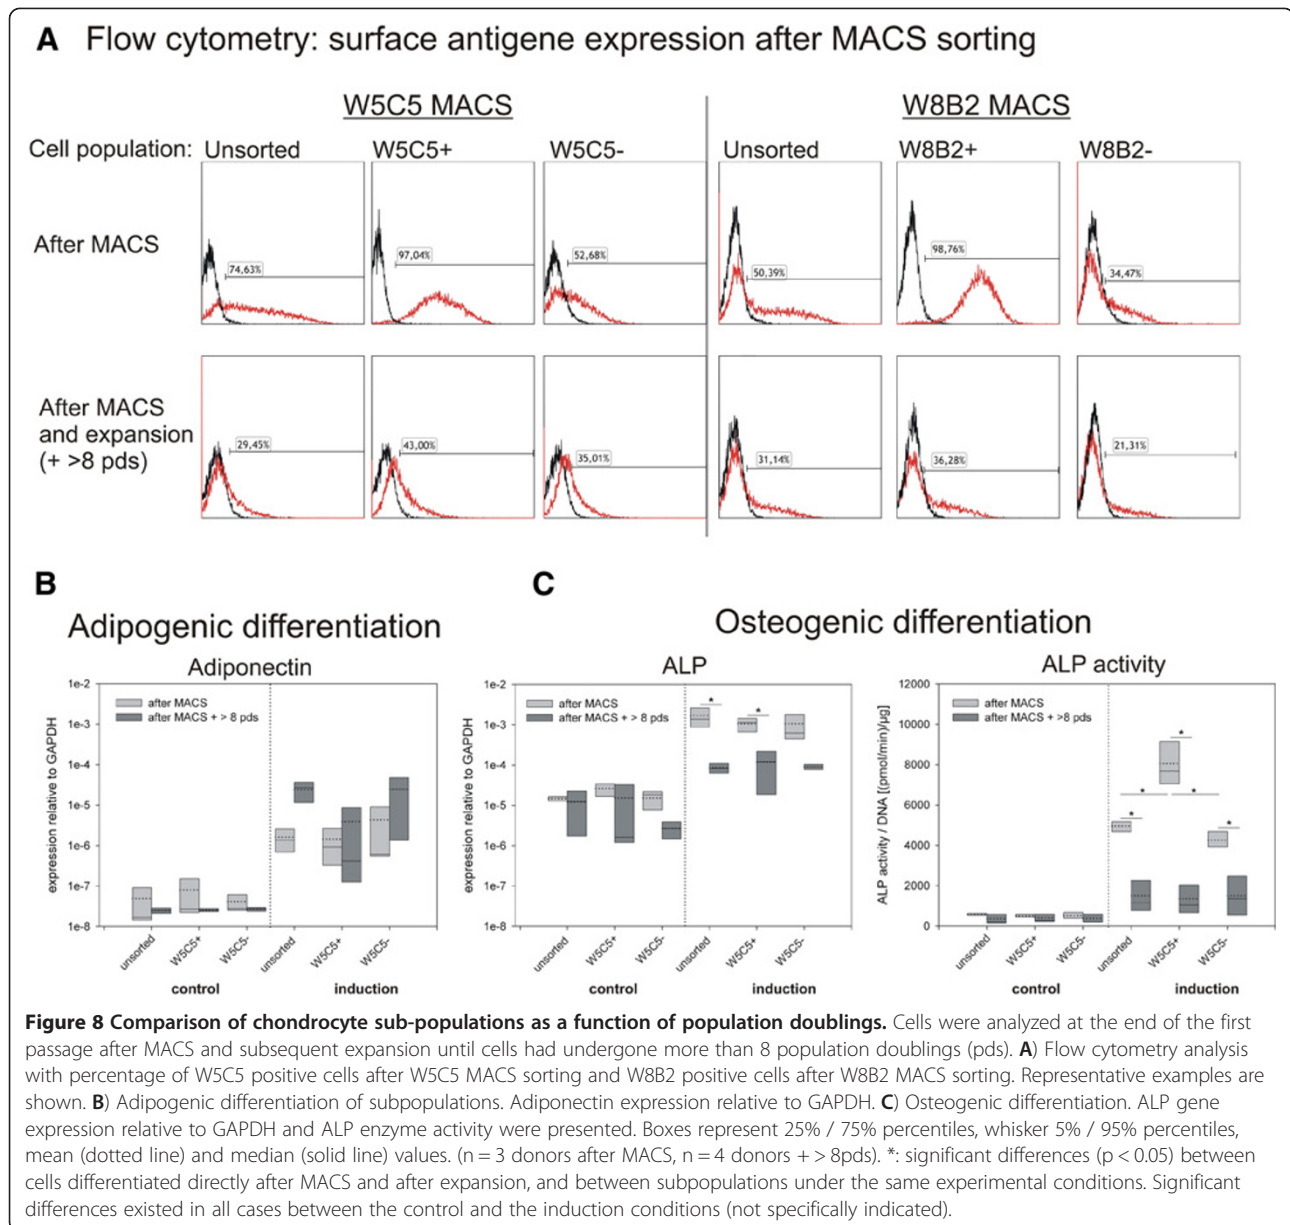 A Flow cytometry: surface antigene expression after MACS sorting
W5C5 MACS
W8B2 MACS
Cell population: Unsorted W5C5+ W5C5- Unsorted W8B2+ W8B2-
After MACS
74,63%
97,04%
52,68%
50,39%
98,76%
34,47%
After MACS
and expansion
(+ >8 pds)
29,45%
43,00%
35,01%
31,14%
36,28%
21,31%
B
Adipogenic differentiation
Adiponectin
expression relative to GAPDH
1e-2
1e-3
1e-4
1e-5
1e-6
1e-7
1e-8
after MACS
after MACS + > 8 pds
unsorted
W5C5+
W5C5-
unsorted
W5C5+
W5C5-
control
induction
C
Osteogenic differentiation
ALP
expression relative to GAPDH
1e-2
1e-3
1e-4
1e-5
1e-6
1e-7
1e-8
after MACS
after MACS + > 8 pds
*
*
unsorted
W5C5+
W5C5-
unsorted
W5C5+
W5C5-
control
induction
ALP activity
ALP activity / DNA [(pmol/min)/µg]
12000
10000
8000
6000
4000
2000
0
after MACS
after MACS + >8 pds
*
*
*
*
*
unsorted
W5C5+
W5C5-
unsorted
W5C5+
W5C5-
control
induction
Figure 8 Comparison of chondrocyte sub-populations as a function of population doublings. Cells were analyzed at the end of the first
passage after MACS and subsequent expansion until cells had undergone more than 8 population doublings (pds). A) Flow cytometry analysis
with percentage of W5C5 positive cells after W5C5 MACS sorting and W8B2 positive cells after W8B2 MACS sorting. Representative examples are
shown. B) Adipogenic differentiation of subpopulations. Adiponectin expression relative to GAPDH. C) Osteogenic differentiation. ALP gene
expression relative to GAPDH and ALP enzyme activity were presented. Boxes represent 25% / 75% percentiles, whisker 5% / 95% percentiles,
mean (dotted line) and median (solid line) values. (n = 3 donors after MACS, n = 4 donors + > 8pds). *: significant differences (p < 0.05) between
cells differentiated directly after MACS and after expansion, and between subpopulations under the same experimental conditions. Significant
differences existed in all cases between the control and the induction conditions (not specifically indicated).